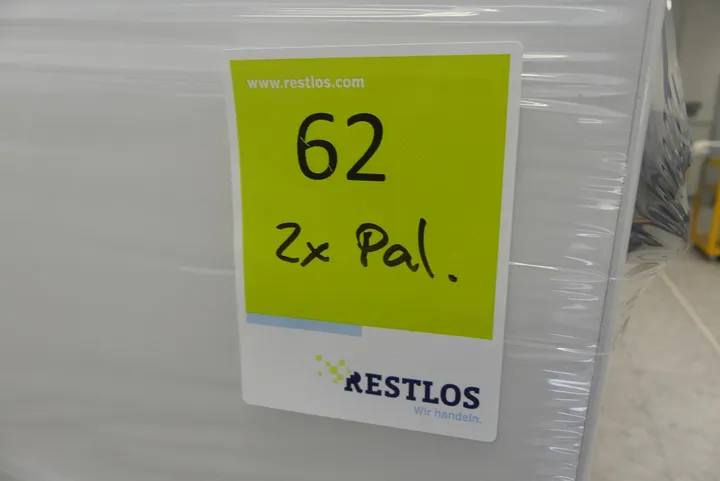 www.restlos.com
62
2x Pal.
RESTLOS
Wir handeln.